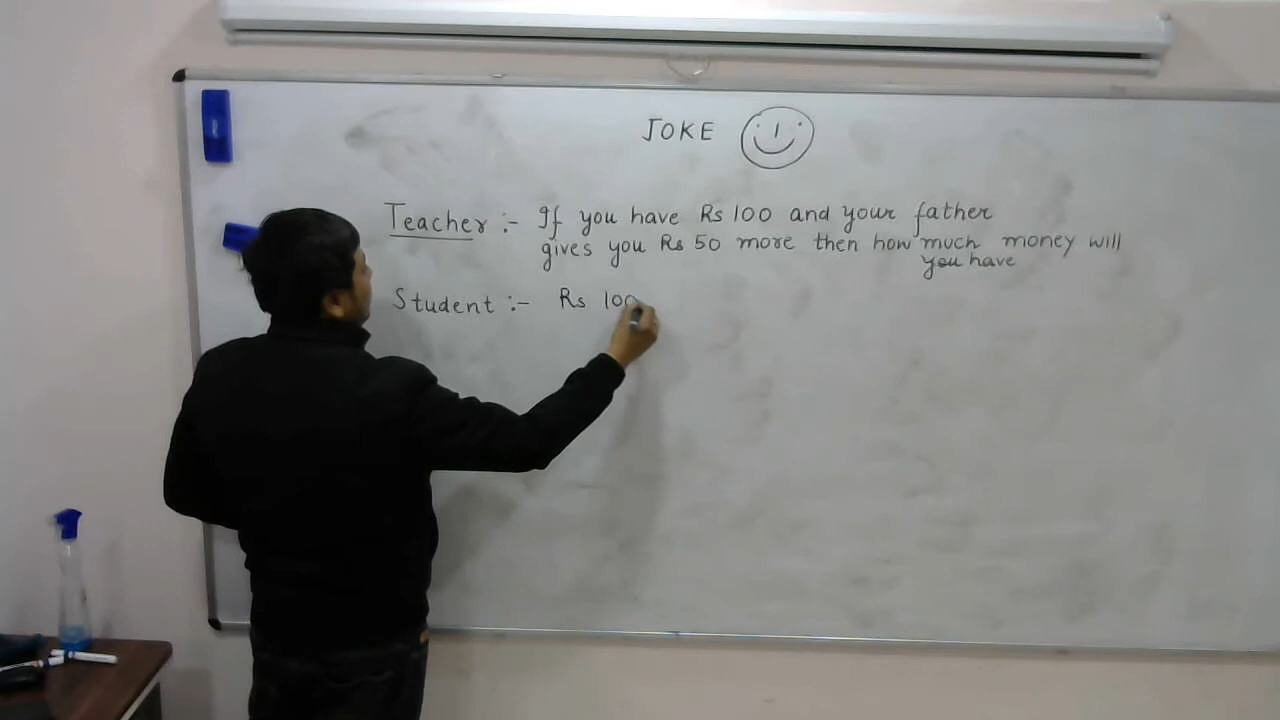 JOKE
Teacher :- If you have Rs 100 and your father
gives you Rs 50 more then how much money will
you have
Student :- Rs 100